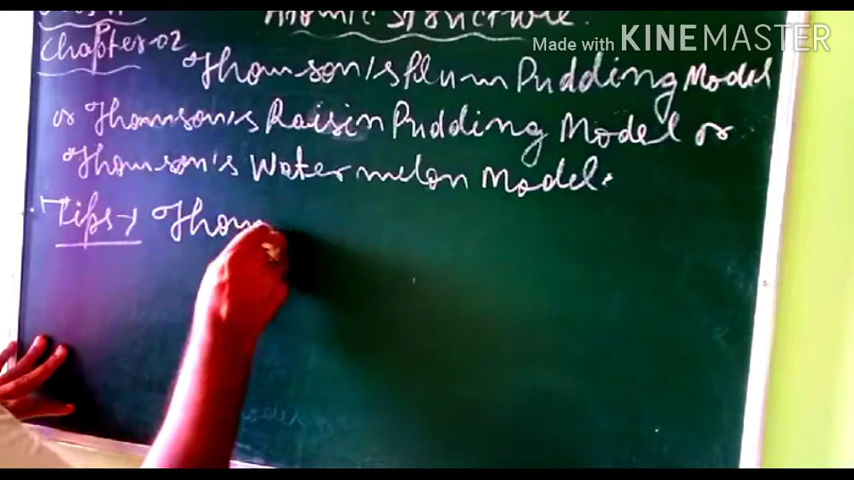 Atomic Structure.
Chapter-02
Thomson's Plum Pudding Model
or Thomson's Raisin Pudding Model or
Thomson's Watermelon Model.
Tips→ Thom
Made with KINEMASTER